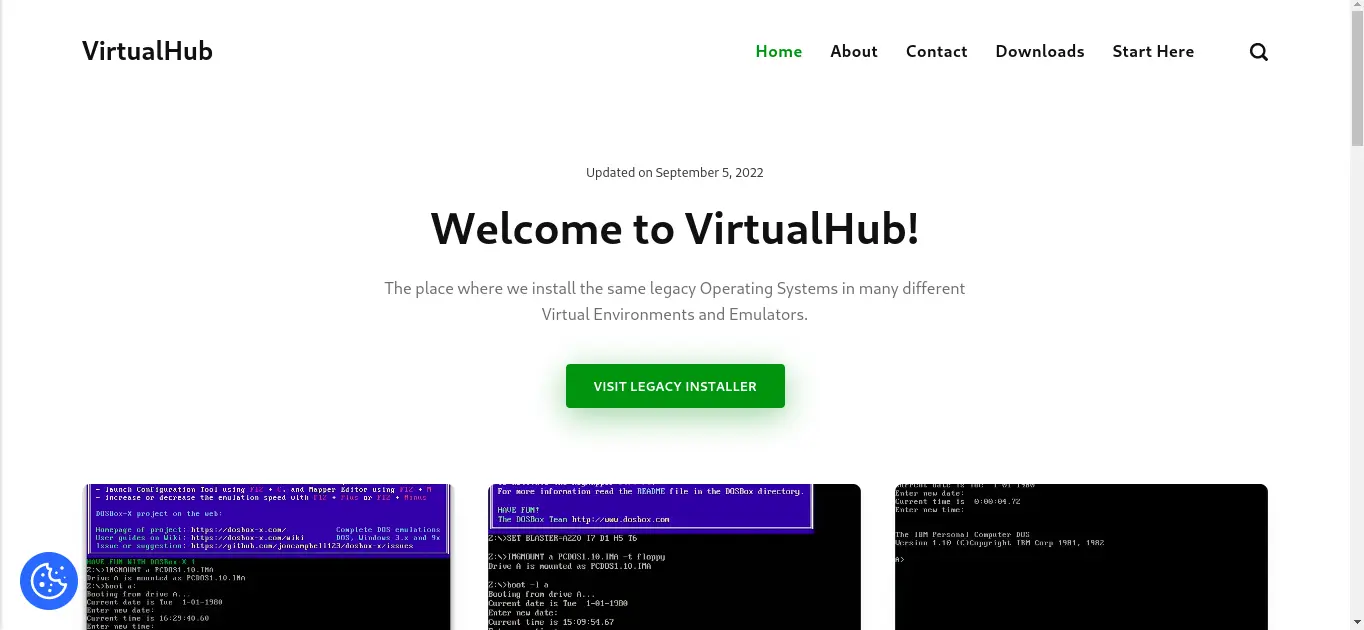 VirtualHub
Home
About
Contact
Downloads
Start Here
Updated on September 5, 2022
Welcome to VirtualHub!
The place where we install the same legacy Operating Systems in many different
Virtual Environments and Emulators.
VISIT LEGACY INSTALLER
- launch Configuration Tool using F12 + C, and Mapper Editor using F12 + M
- increase or decrease the emulation speed with F12 + Plus or F12 + Minus
DOSBox-X project on the web:
Homepage of project: https://dosbox-x.com/ Complete DOS emulations
User guides on Wiki: https://dosbox-x.com/wiki DOS, Windows 3.x and 9x
Issue or suggestion: https://github.com/joncampbell123/dosbox-x/issues
HAVE FUN WITH DOSBox-X !
Z:\>IMGMOUNT a PCDOS1.10.IMA
Drive A is mounted as PCDOS1.10.IMA
Z:\>boot a:
Booting from drive A...
Current date is Tue 1-01-1980
Enter new date:
Current time is 16:29:40.60
Enter new time:
For more information read the README file in the DOSBox directory.
HAVE FUN!
The DOSBox Team http://www.dosbox.com
Z:\>SET BLASTER=A220 I7 D1 H5 T6
Z:\>IMGMOUNT a PCDOS1.10.IMA -t floppy
Drive A is mounted as PCDOS1.10.IMA
Z:\>boot -l a
Booting from drive A...
Current date is Tue 1-01-1980
Enter new date:
Current time is 15:09:54.67
Current date is Tue 1-01-1980
Enter new date:
Current time is 0:00:04.72
Enter new time:
The IBM Personal Computer DOS
Version 1.10 (C)Copyright IBM Corp 1981, 1982
A>